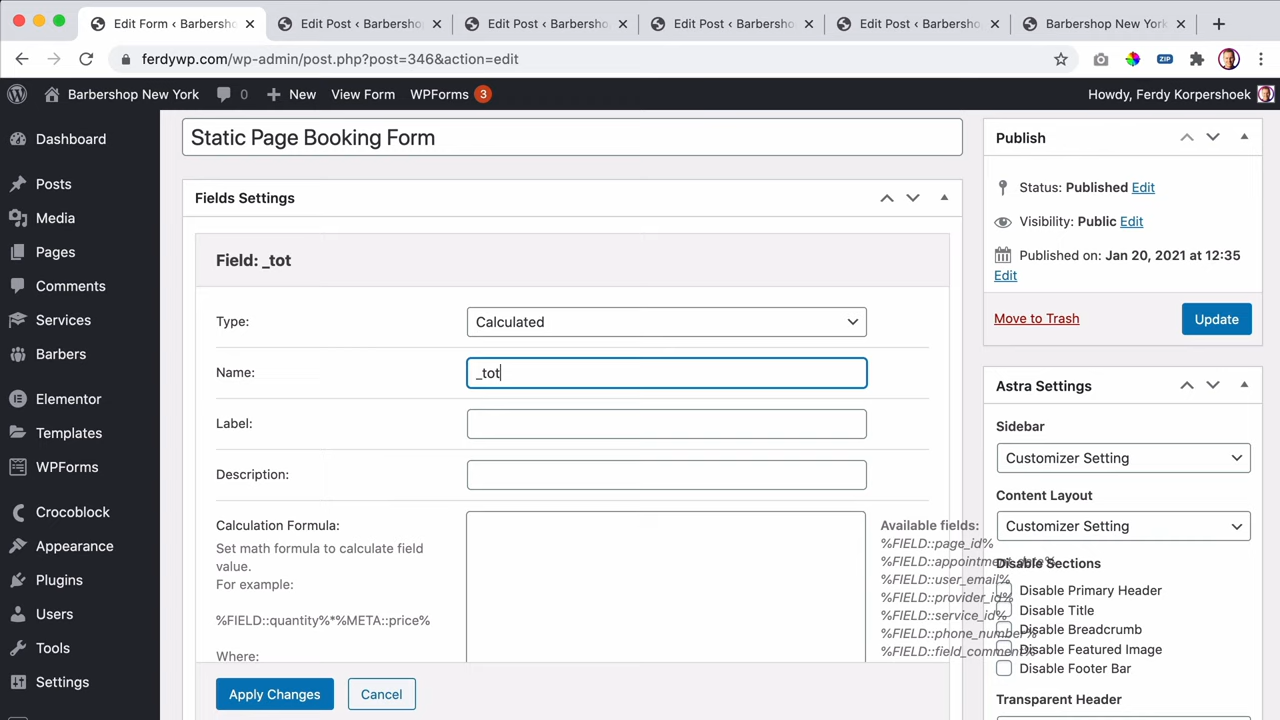 Edit Form ‹ Barbersh
Edit Post ‹ Barbersho
Edit Post ‹ Barbersho
Edit Post ‹ Barbersho
Edit Post ‹ Barbersho
Barbershop New York
ferdywp.com/wp-admin/post.php?post=346&action=edit
ZIP
Barbershop New York
0
New
View Form
WPForms
3
Howdy, Ferdy Korpershoek
Dashboard
Posts
Media
Pages
Comments
Services
Barbers
Elementor
Templates
WPForms
Crocoblock
Appearance
Plugins
Users
Tools
Settings
Static Page Booking Form
Fields Settings
Field: _tot
Type:
Calculated
Name:
_tot
Label:
Description:
Calculation Formula:
Set math formula to calculate field
value.
For example:
%FIELD::quantity%*%META::price%
Where:
Available fields:
%FIELD::page_id%
%FIELD::user_email%
%FIELD::provider_id%
%FIELD::service_id%
%FIELD::phone_number%
Apply Changes
Cancel
Publish
Status: Published Edit
Visibility: Public Edit
Published on: Jan 20, 2021 at 12:35
Edit
Move to Trash
Update
Astra Settings
Sidebar
Customizer Setting
Content Layout
Customizer Setting
Disable Sections
Disable Primary Header
Disable Title
Disable Breadcrumb
Disable Featured Image
Disable Footer Bar
Transparent Header